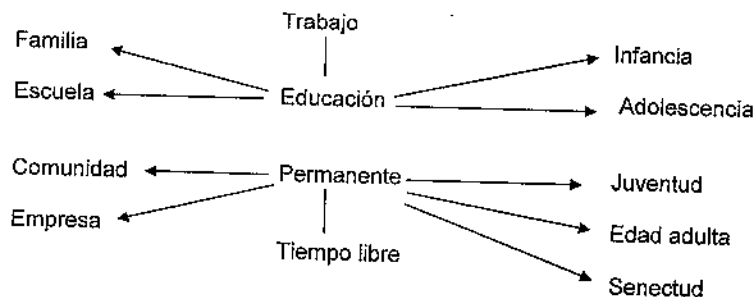 Trabajo
Familia
Infancia
Escuela
Educación
Adolescencia
Comunidad
Permanente
Juventud
Empresa
Edad adulta
Tiempo libre
Senectud